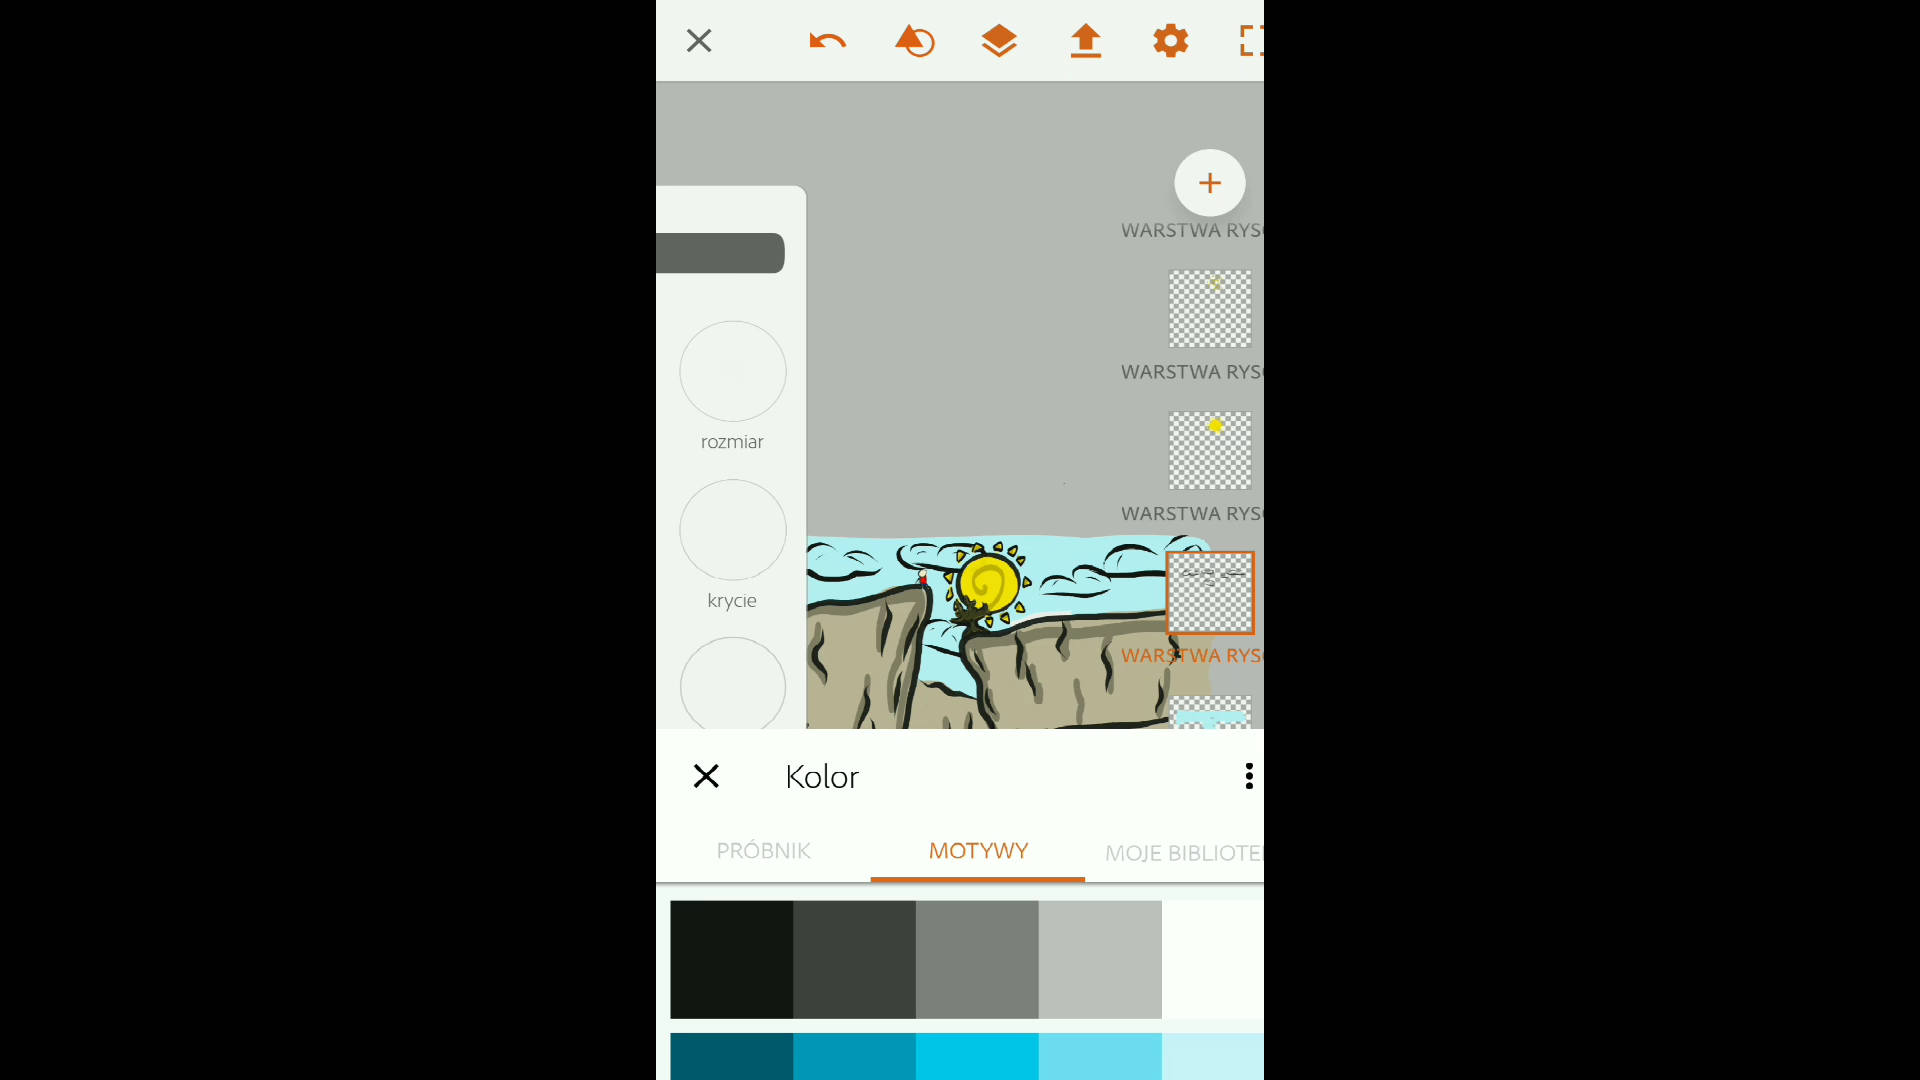 WARSTWA RYS
WARSTWA RYS
rozmiar
WARSTWA RYS
krycie
WARSTWA RYS
Kolor
PRÓBNIK
MOTYWY
MOJE BIBLIOTE